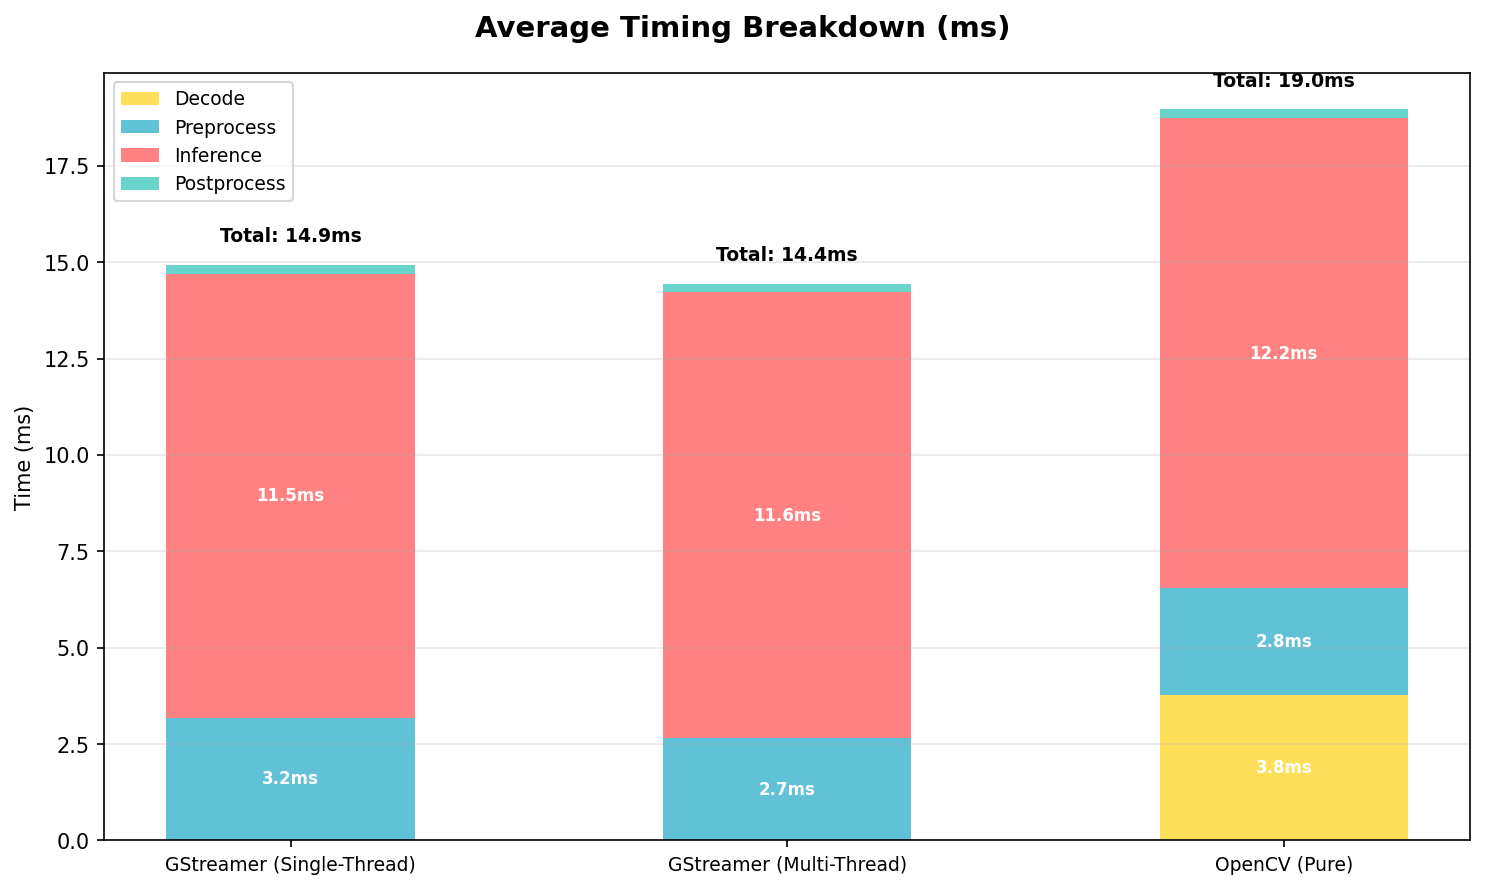 Average Timing Breakdown (ms)
Decode
Preprocess
Inference
Postprocess
Total: 14.9ms
Total: 14.4ms
Total: 19.0ms
17.5
15.0
12.5
10.0
7.5
5.0
2.5
0.0
Time (ms)
11.5ms
3.2ms
11.6ms
2.7ms
12.2ms
2.8ms
3.8ms
GStreamer (Single-Thread)
GStreamer (Multi-Thread)
OpenCV (Pure)